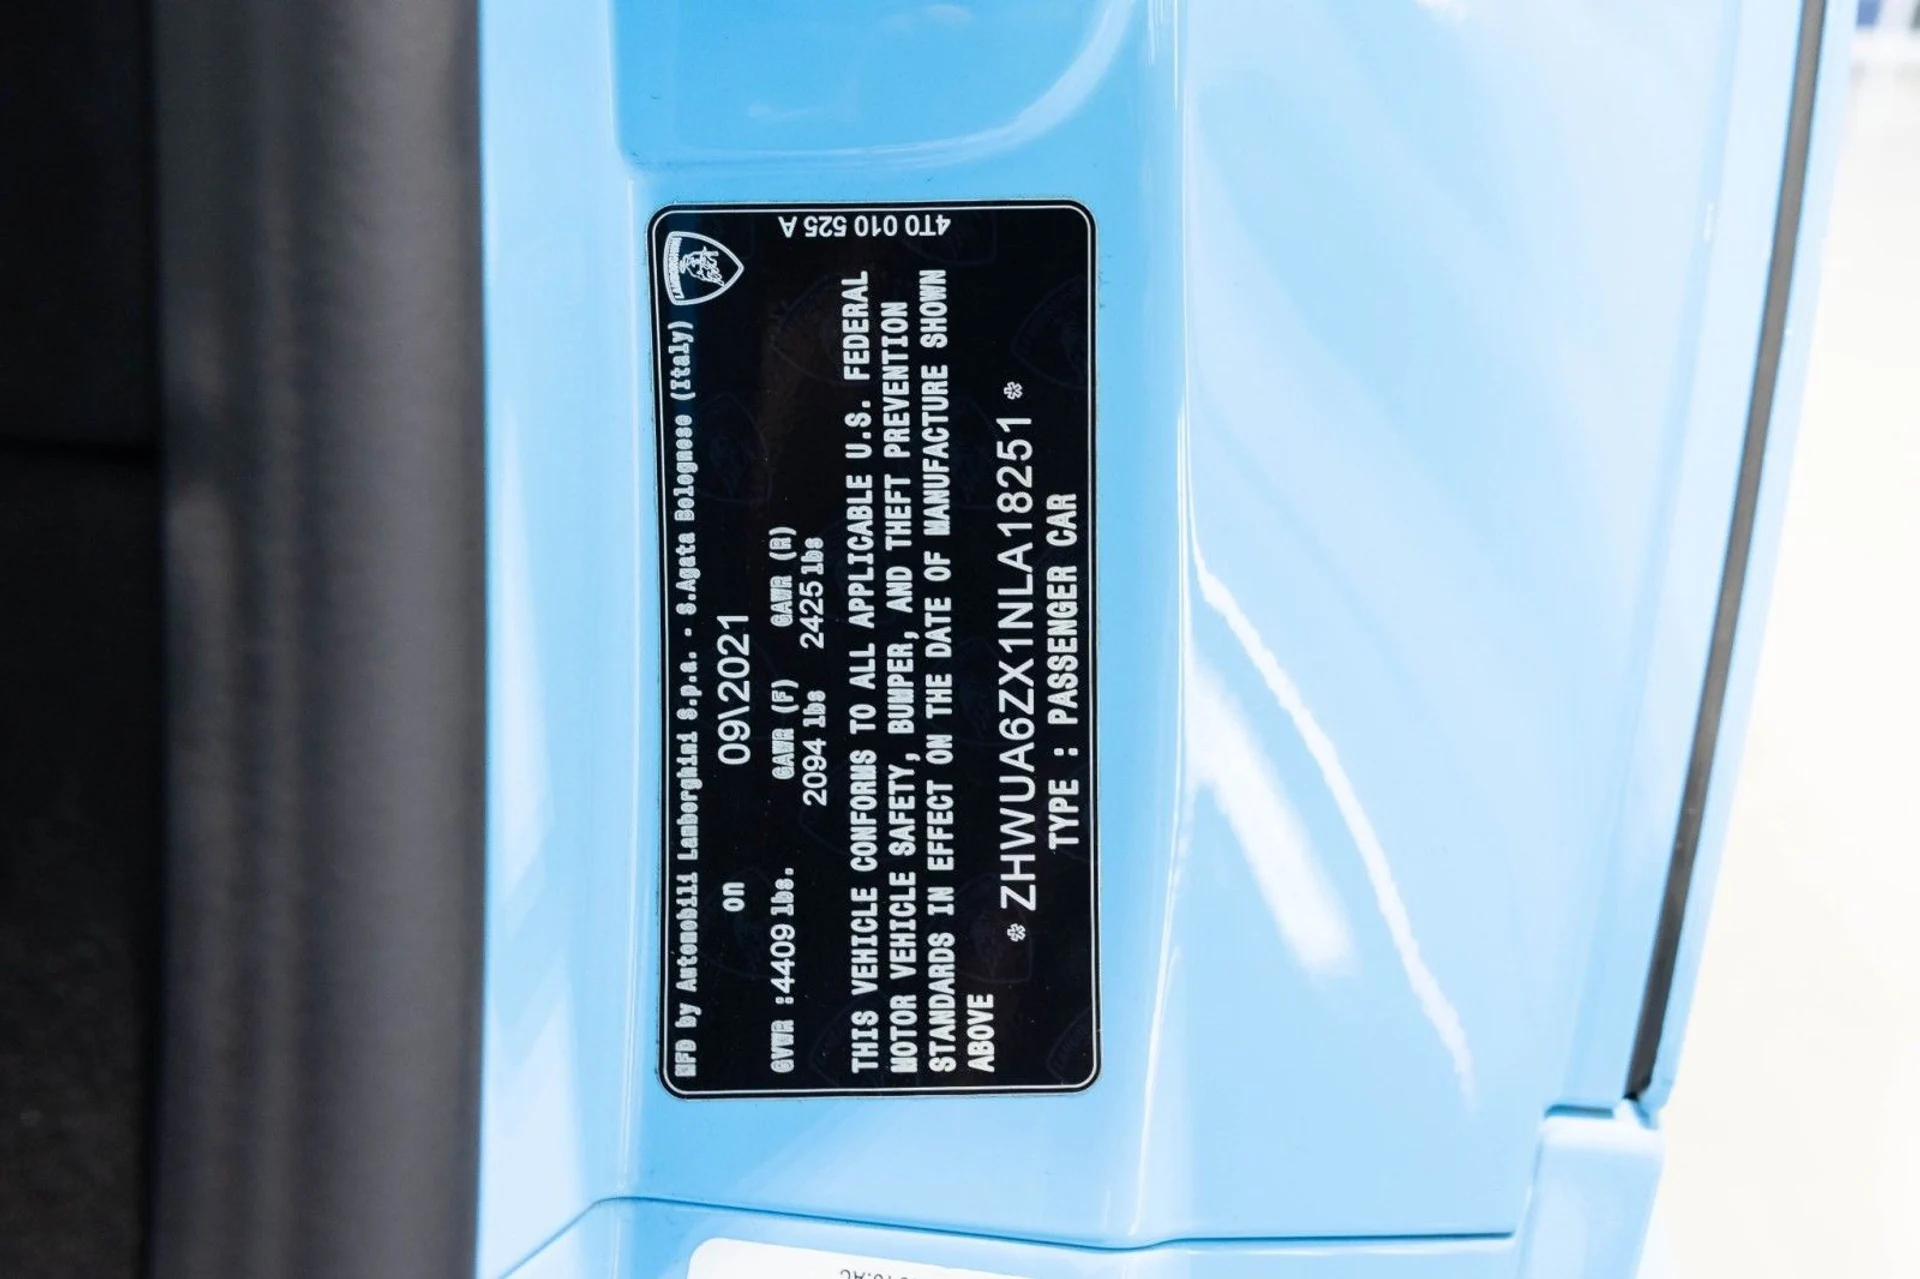 MFD by Automobili Lamborghini S.p.a. - S.Agata Bolognese (Italy)
on 09\2021
GVWR :4409 lbs. GAWR (F) GAWR (R)
2094 lbs 2425 lbs
THIS VEHICLE CONFORMS TO ALL APPLICABLE U.S. FEDERAL
MOTOR VEHICLE SAFETY, BUMPER, AND THEFT PREVENTION
STANDARDS IN EFFECT ON THE DATE OF MANUFACTURE SHOWN
ABOVE
* ZHWUA6ZX1NLA18251 *
TYPE : PASSENGER CAR
4T0 010 525 A
LAMBORGHINI